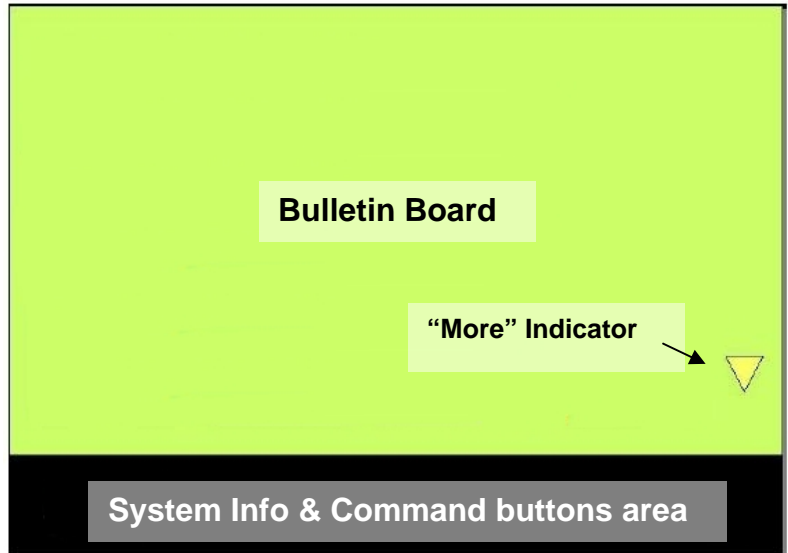 Bulletin Board
“More” Indicator
System Info & Command buttons area